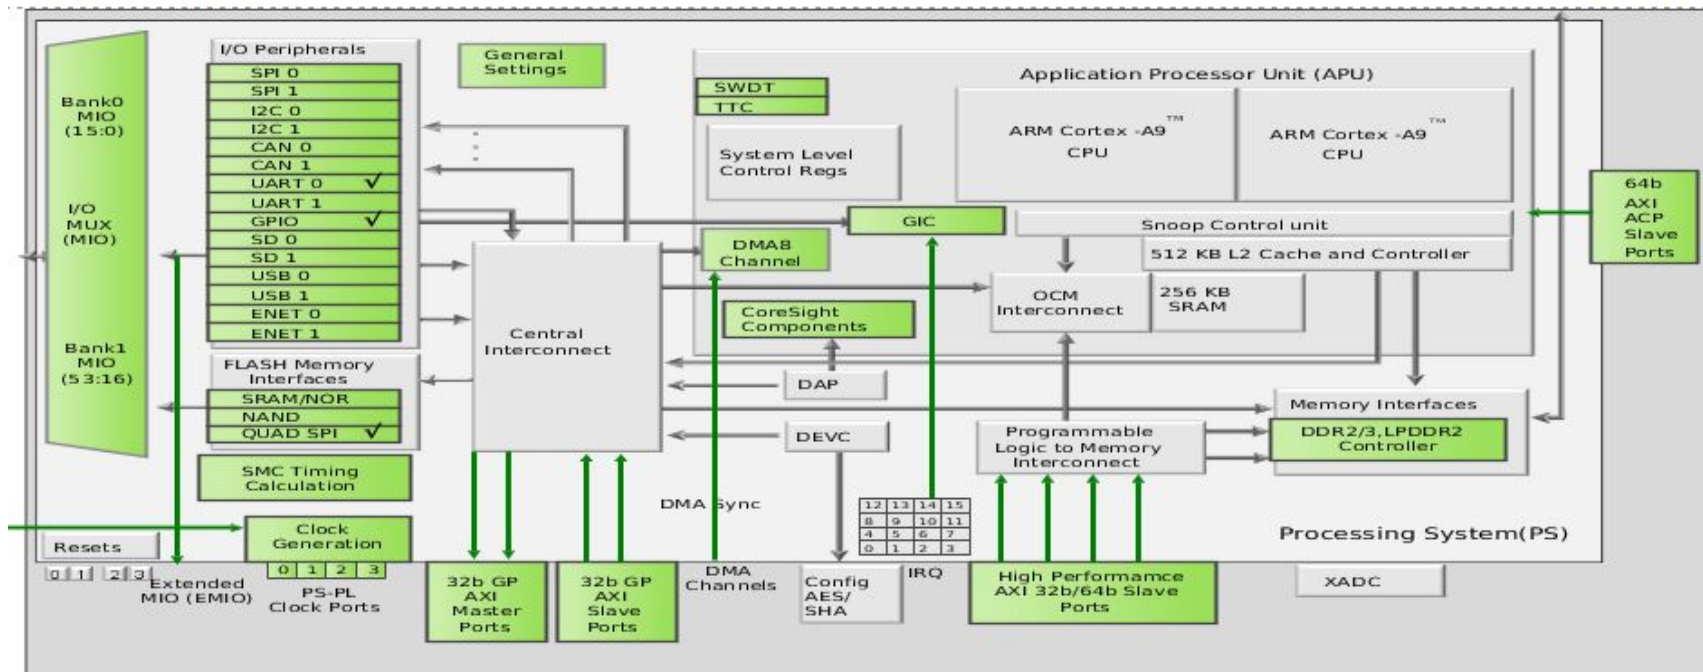 Bank0
MIO
(15:0)
I/O
MUX
(MIO)
Bank1
MIO
(53:16)
I/O Peripherals
SPI 0
SPI 1
I2C 0
I2C 1
CAN 0
CAN 1
UART 0 ✓
UART 1
GPIO ✓
SD 0
SD 1
USB 0
USB 1
ENET 0
ENET 1
FLASH Memory
Interfaces
SRAM/NOR
NAND
QUAD SPI ✓
SMC Timing
Calculation
General
Settings
Application Processor Unit (APU)
SWDT
TTC
System Level
Control Regs
ARM Cortex -A9™
CPU
ARM Cortex -A9™
CPU
GIC
Snoop Control unit
512 KB L2 Cache and Controller
DMA8
Channel
OCM
Interconnect
256 KB
SRAM
CoreSight
Components
Central
Interconnect
DAP
DEVC
Memory Interfaces
DDR2/3,LPDDR2
Controller
Programmable
Logic to Memory
Interconnect
64b
AXI
ACP
Slave
Ports
DMA Sync
12 13 14 15
8 9 10 11
4 5 6 7
0 1 2 3
Processing System(PS)
Resets
0 1 2 3
Clock
Generation
0 1 2 3
Extended
MIO (EMIO)
PS-PL
Clock Ports
32b GP
AXI
Master
Ports
32b GP
AXI
Slave
Ports
DMA
Channels
Config
AES/
SHA
IRQ
High Performamce
AXI 32b/64b Slave
Ports
XADC